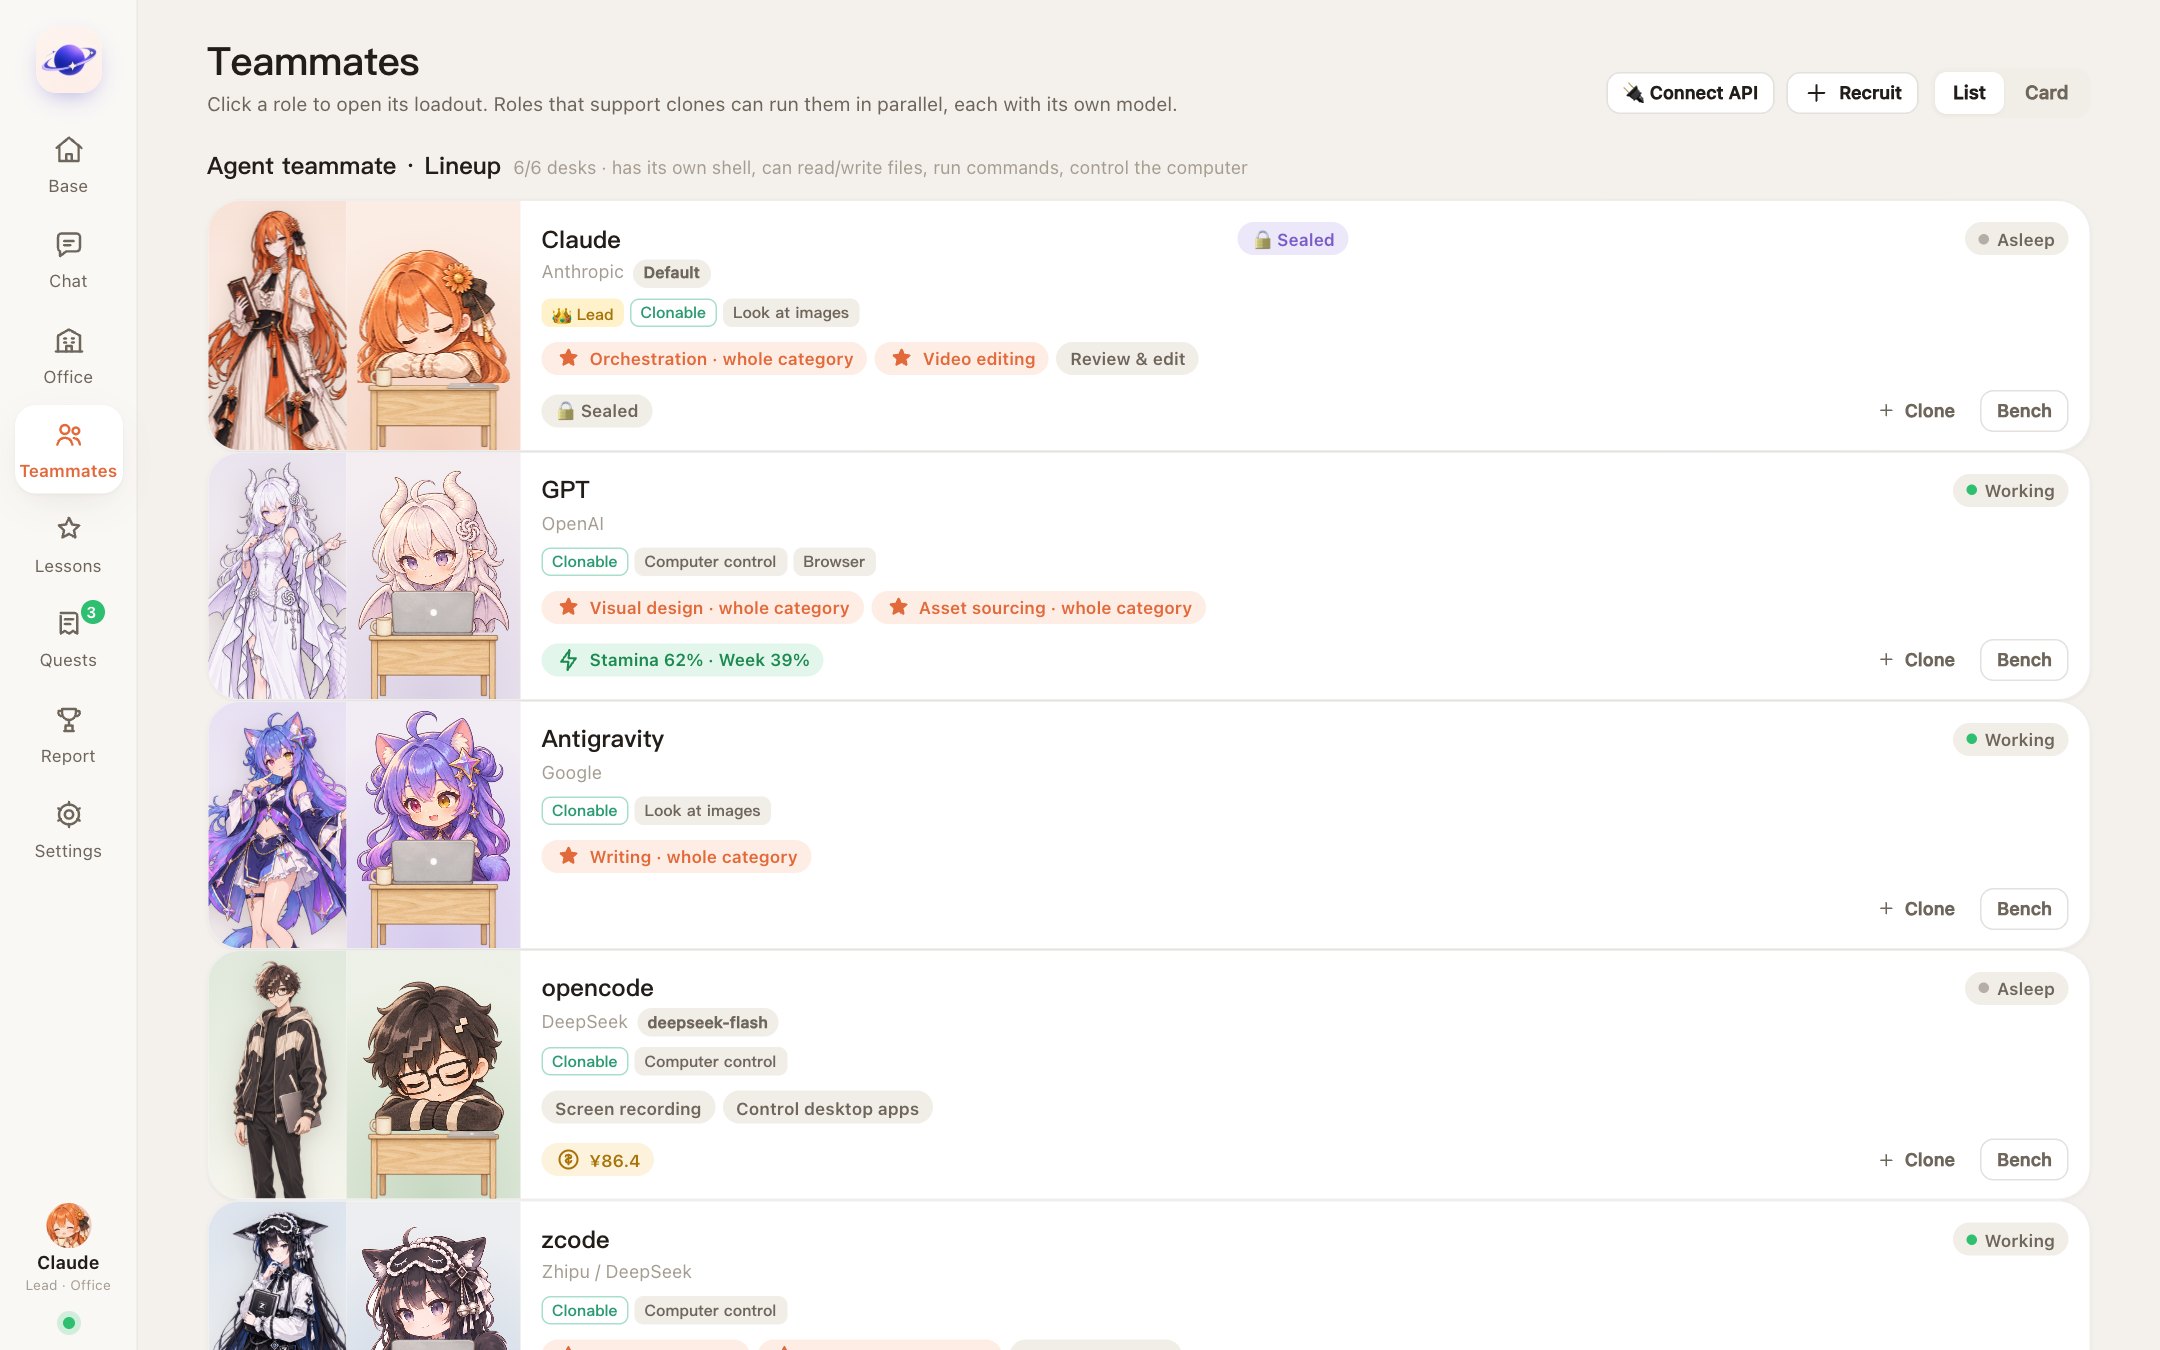 Teammates
Click a role to open its loadout. Roles that support clones can run them in parallel, each with its own model.
Connect API
+ Recruit
List
Card
Base
Chat
Office
Teammates
Lessons
3
Quests
Report
Settings
Claude
Lead · Office
Agent teammate · Lineup 6/6 desks · has its own shell, can read/write files, run commands, control the computer
Claude
Sealed
Asleep
Anthropic Default
Lead Clonable Look at images
Orchestration · whole category Video editing Review & edit
Sealed
+ Clone Bench
GPT
Working
OpenAI
Clonable Computer control Browser
Visual design · whole category Asset sourcing · whole category
Stamina 62% · Week 39%
+ Clone Bench
Antigravity
Working
Google
Clonable Look at images
Writing · whole category
+ Clone Bench
opencode
Asleep
DeepSeek deepseek-flash
Clonable Computer control
Screen recording Control desktop apps
¥86.4
+ Clone Bench
zcode
Working
Zhipu / DeepSeek
Clonable Computer control